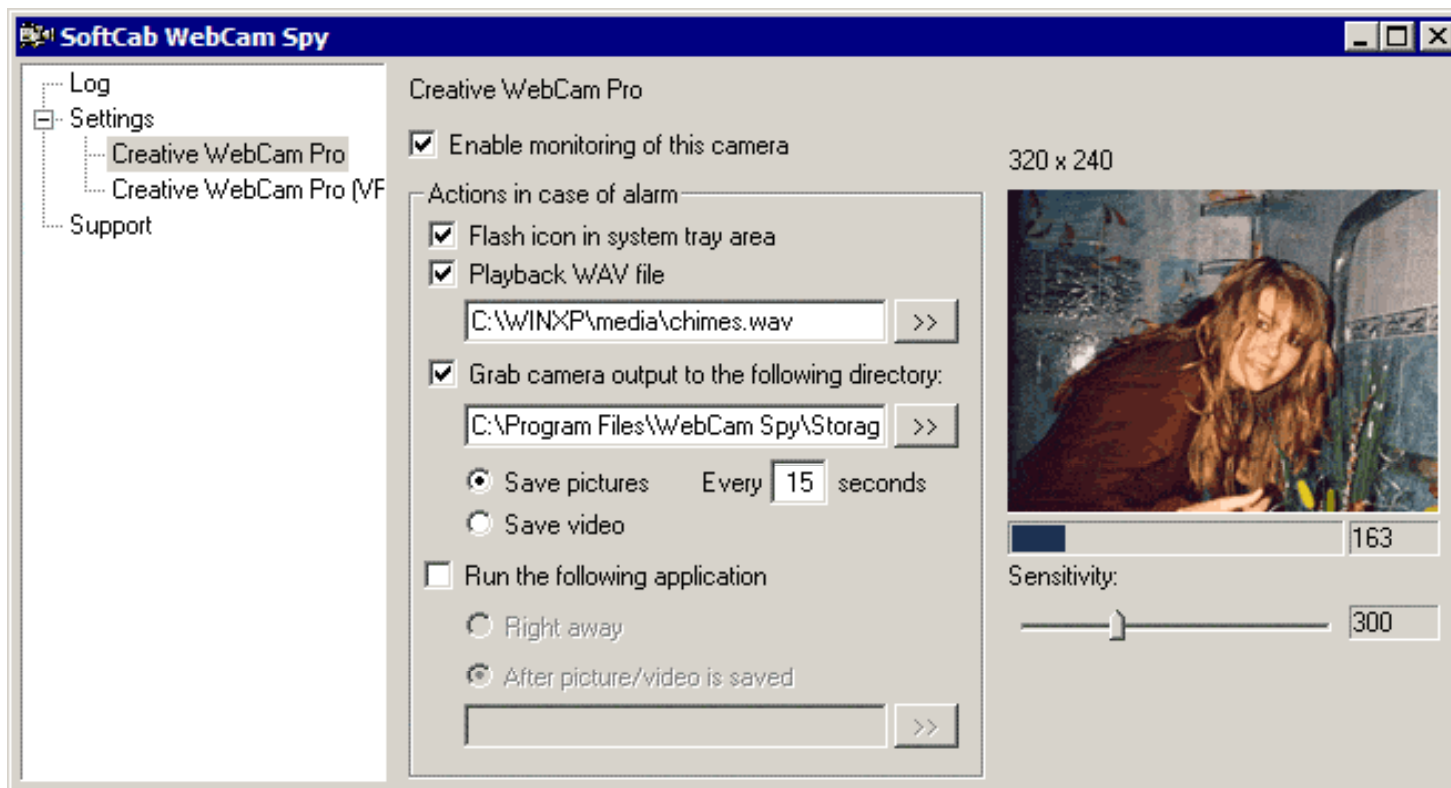 SoftCab WebCam Spy
Log
Settings
Creative WebCam Pro
Creative WebCam Pro (VF
Support
Creative WebCam Pro
Enable monitoring of this camera
Actions in case of alarm
Flash icon in system tray area
Playback WAV file
C:\WINXP\media\chimes.wav >>
Grab camera output to the following directory:
C:\Program Files\WebCam Spy\Storag >>
Save pictures Every 15 seconds
Save video
Run the following application
Right away
After picture/video is saved
>>
320 x 240
163
Sensitivity:
300